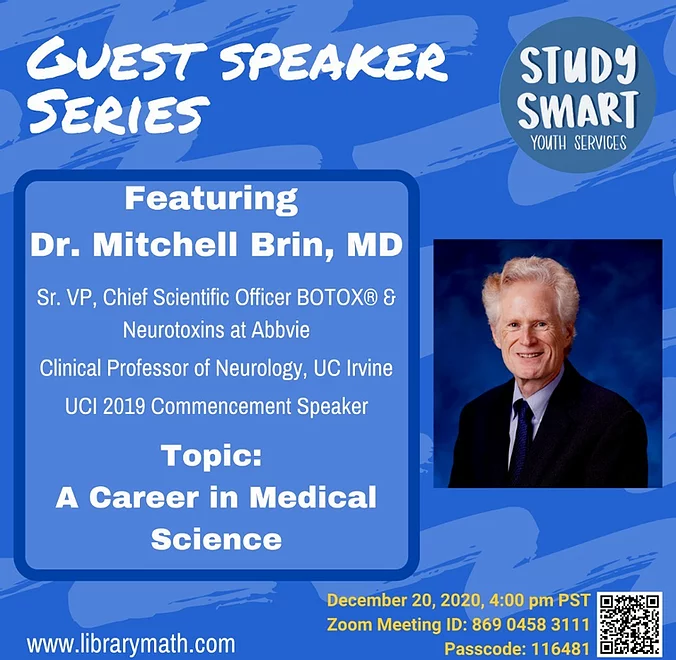 GUEST SPEAKER
SERIES
STUDY
SMART
YOUTH SERVICES
Featuring
Dr. Mitchell Brin, MD
Sr. VP, Chief Scientific Officer BOTOX® &
Neurotoxins at Abbvie
Clinical Professor of Neurology, UC Irvine
UCI 2019 Commencement Speaker
Topic:
A Career in Medical
Science
December 20, 2020, 4:00 pm PST
Zoom Meeting ID: 869 0458 3111
Passcode: 116481
www.librarymath.com